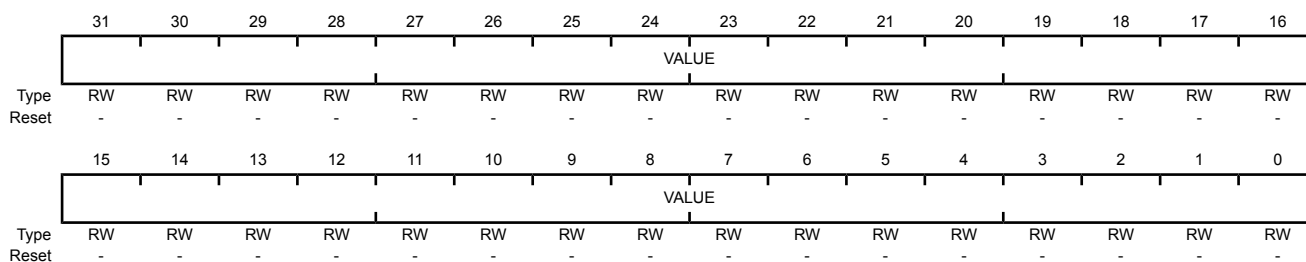 31 30 29 28 27 26 25 24 23 22 21 20 19 18 17 16
VALUE
Type RW RW RW RW RW RW RW RW RW RW RW RW RW RW RW RW
Reset - - - - - - - - - - - - - - - -
15 14 13 12 11 10 9 8 7 6 5 4 3 2 1 0
VALUE
Type RW RW RW RW RW RW RW RW RW RW RW RW RW RW RW RW
Reset - - - - - - - - - - - - - - - -